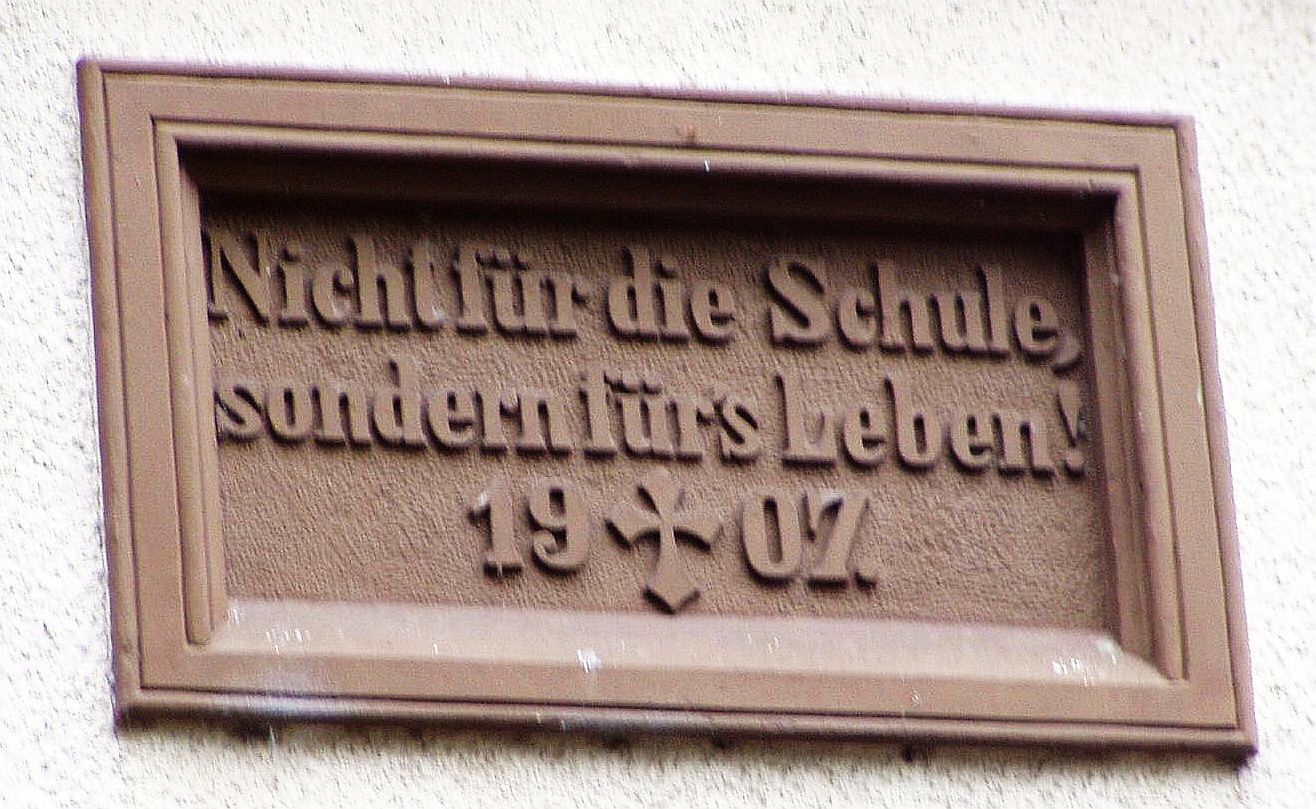 Nicht für die Schule,
sondern fürs Leben!
19 07.